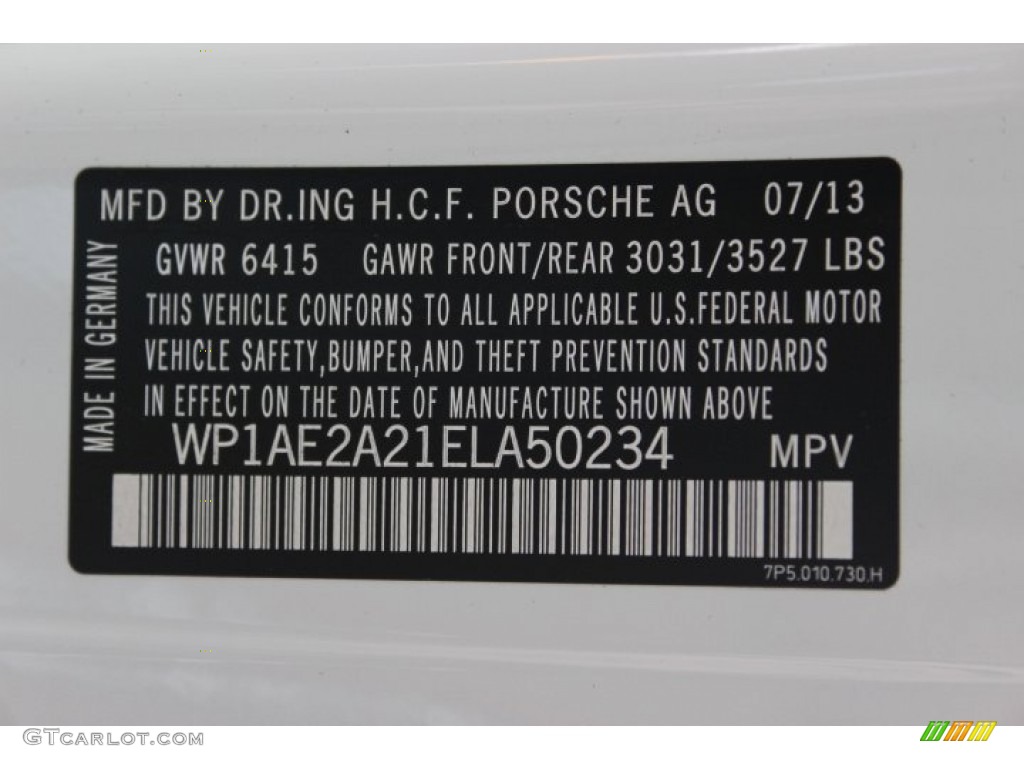 MFD BY DR.ING H.C.F. PORSCHE AG 07/13
GVWR 6415 GAWR FRONT/REAR 3031/3527 LBS
THIS VEHICLE CONFORMS TO ALL APPLICABLE U.S.FEDERAL MOTOR
VEHICLE SAFETY,BUMPER,AND THEFT PREVENTION STANDARDS
IN EFFECT ON THE DATE OF MANUFACTURE SHOWN ABOVE
MADE IN GERMANY
WP1AE2A21ELA50234 MPV
7P5.010.730.H
GTCARLOT.COM